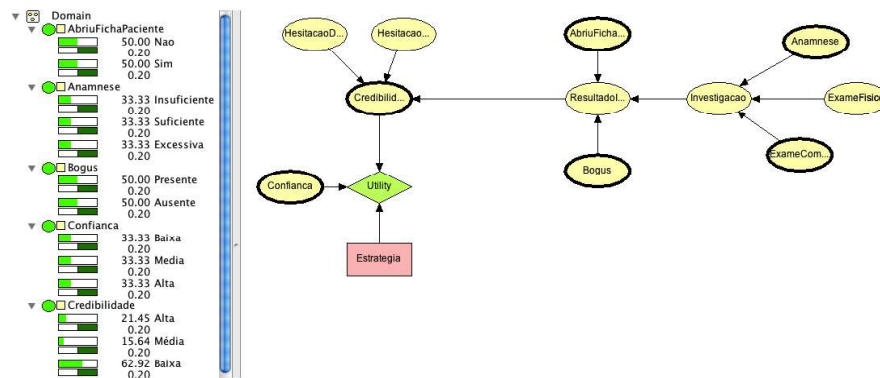 Domain
AbriuFichaPaciente
50.00 Nao
0.20
50.00 Sim
0.20
Anamnese
33.33 Insuficiente
0.20
33.33 Suficiente
0.20
33.33 Excessiva
0.20
Bogus
50.00 Presente
0.20
50.00 Ausente
0.20
Confianca
33.33 Baixa
0.20
33.33 Media
0.20
33.33 Alta
0.20
Credibilidade
21.45 Alta
0.20
15.64 Média
0.20
62.92 Baixa
0.20
HesitacaoD...
Hesitacao...
AbriuFicha...
Anamnese
Credibilid...
ResultadoI...
Investigacao
ExameFisico
ExameCom...
Bogus
Confianca
Utility
Estrategia